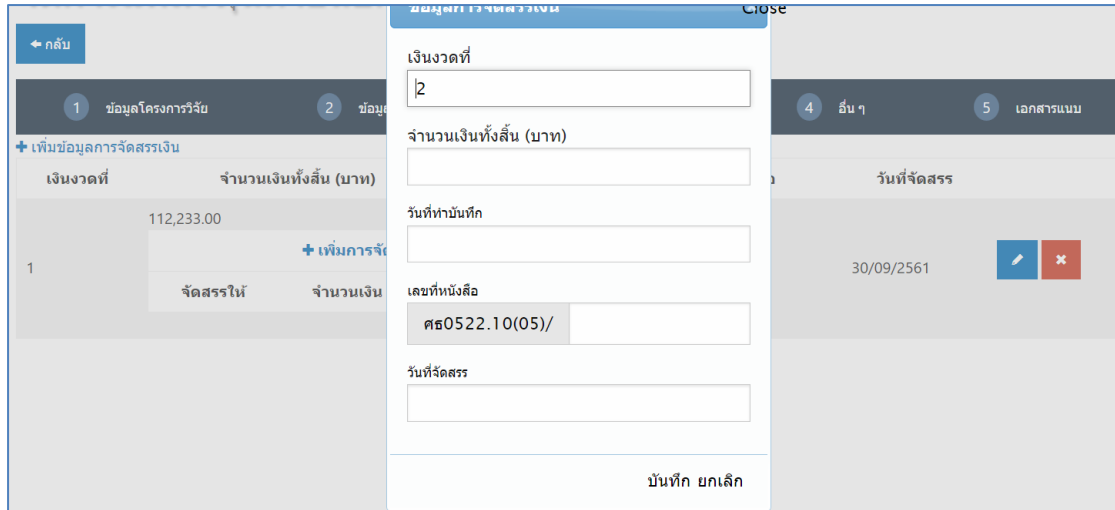 ข้อมูลการจัดสรรเงิน Close
กลับ
เงินงวดที่
2
1 ข้อมูลโครงการวิจัย 2 4 อื่น ๆ 5 เอกสารแนบ
จำนวนเงินทั้งสิ้น (บาท)
เพิ่มข้อมูลการจัดสรรเงิน
เงินงวดที่ จำนวนเงินทั้งสิ้น (บาท) วันที่จัดสรร
วันที่ทำบันทึก
112,233.00
1 30/09/2561
จัดสรรให้ จำนวนเงิน
เลขที่หนังสือ
ศธ0522.10(05)/
วันที่จัดสรร
บันทึก ยกเลิก